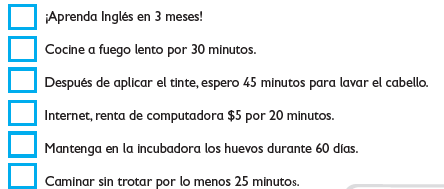 ¡Aprenda Inglés en 3 meses!
Cocine a fuego lento por 30 minutos.
Después de aplicar el tinte, espero 45 minutos para lavar el cabello.
Internet, renta de computadora $5 por 20 minutos.
Mantenga en la incubadora los huevos durante 60 días.
Caminar sin trotar por lo menos 25 minutos.